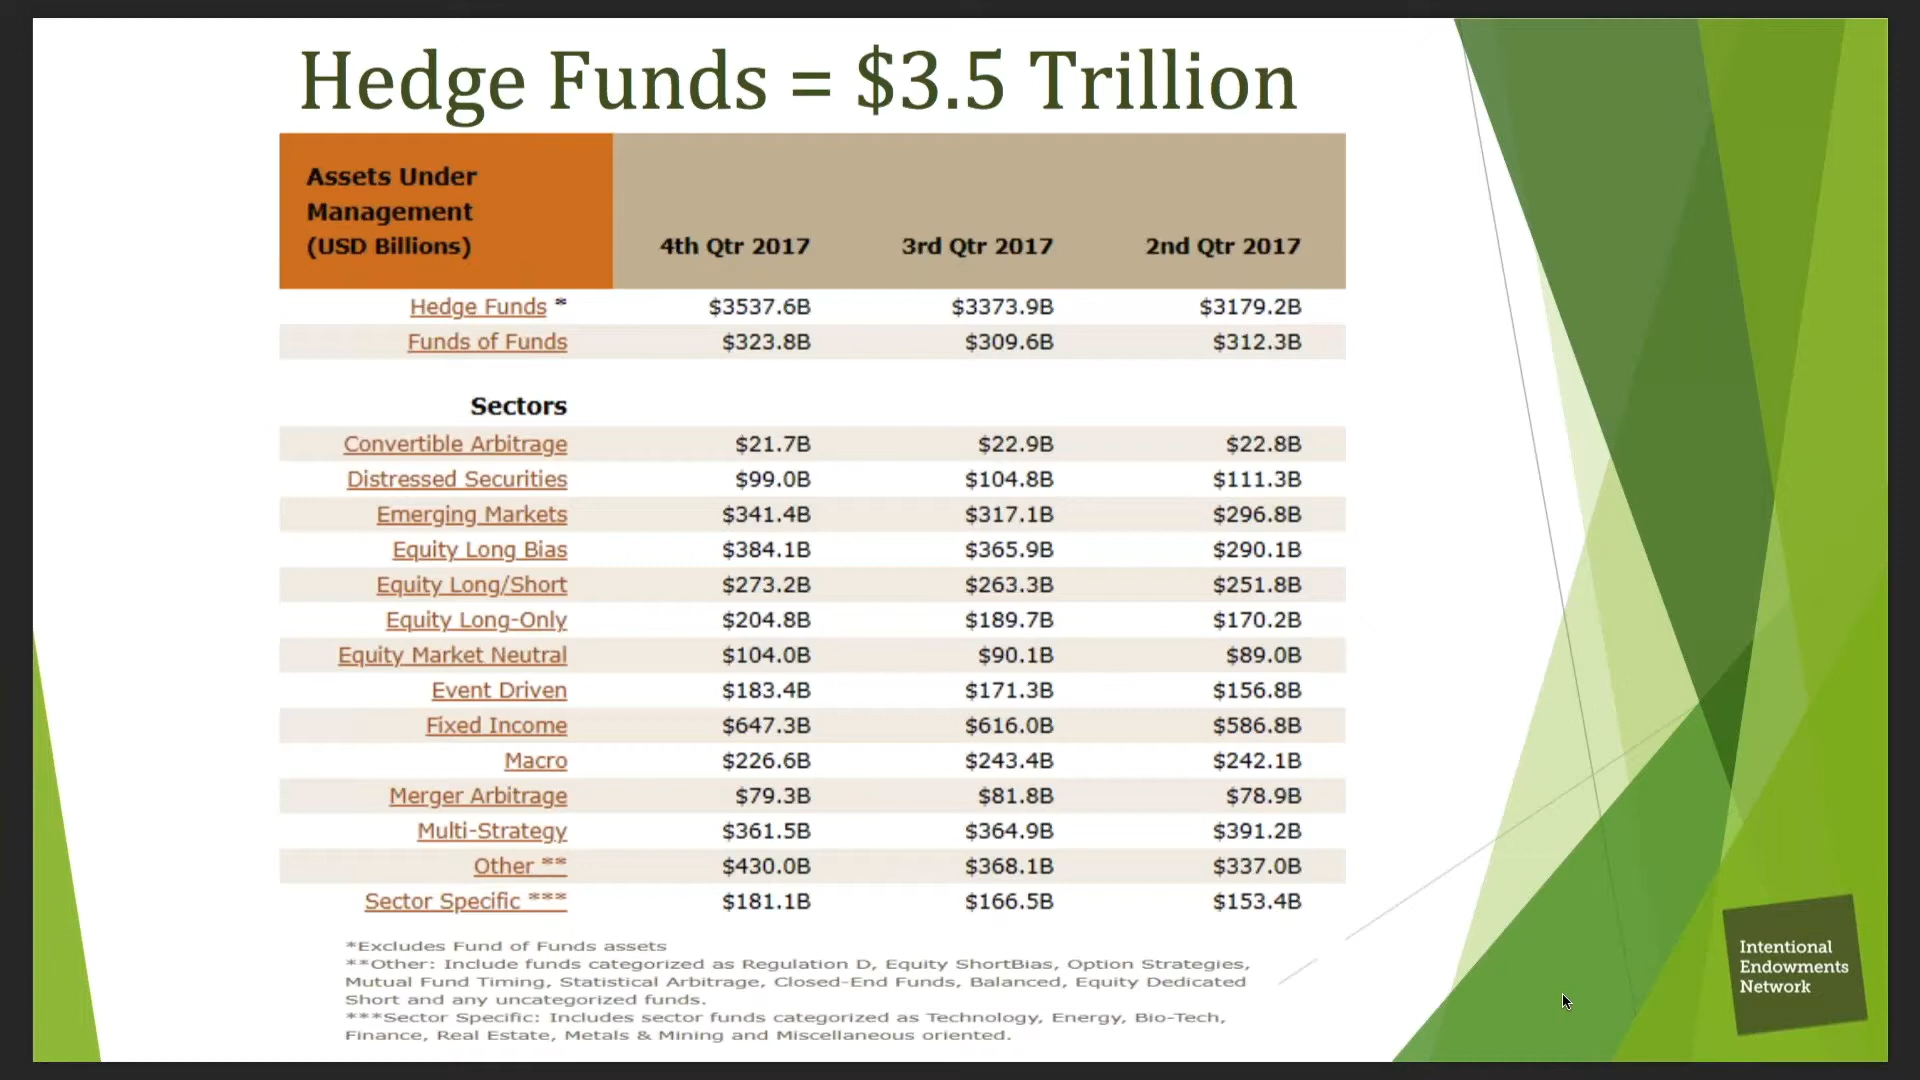 Hedge Funds = $3.5 Trillion
Assets Under
Management
(USD Billions) 4th Qtr 2017 3rd Qtr 2017 2nd Qtr 2017
Hedge Funds * $3537.6B $3373.9B $3179.2B
Funds of Funds $323.8B $309.6B $312.3B
Sectors
Convertible Arbitrage $21.7B $22.9B $22.8B
Distressed Securities $99.0B $104.8B $111.3B
Emerging Markets $341.4B $317.1B $296.8B
Equity Long Bias $384.1B $365.9B $290.1B
Equity Long/Short $273.2B $263.3B $251.8B
Equity Long-Only $204.8B $189.7B $170.2B
Equity Market Neutral $104.0B $90.1B $89.0B
Event Driven $183.4B $171.3B $156.8B
Fixed Income $647.3B $616.0B $586.8B
Macro $226.6B $243.4B $242.1B
Merger Arbitrage $79.3B $81.8B $78.9B
Multi-Strategy $361.5B $364.9B $391.2B
Other ** $430.0B $368.1B $337.0B
Sector Specific *** $181.1B $166.5B $153.4B
*Excludes Fund of Funds assets
**Other: Include funds categorized as Regulation D, Equity ShortBias, Option Strategies,
Mutual Fund Timing, Statistical Arbitrage, Closed-End Funds, Balanced, Equity Dedicated
Short and any uncategorized funds.
***Sector Specific: Includes sector funds categorized as Technology, Energy, Bio-Tech,
Finance, Real Estate, Metals & Mining and Miscellaneous oriented.
Intentional
Endowments
Network